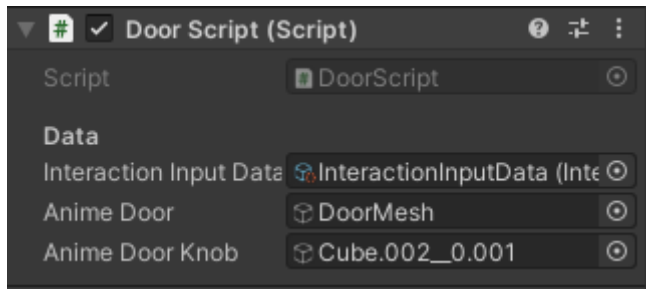 # Door Script (Script)
Script # DoorScript
Data
Interaction Input Data InteractionInputData (Inte
Anime Door DoorMesh
Anime Door Knob Cube.002__0.001